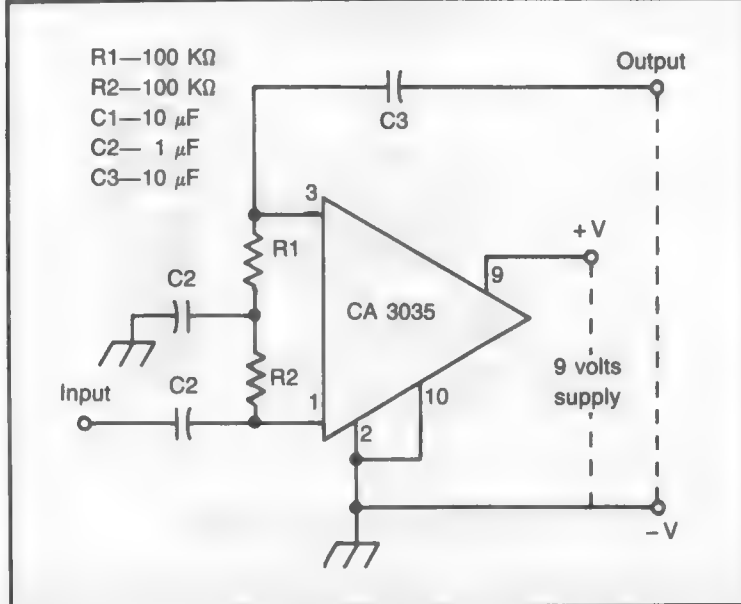 R1—100 KΩ
R2—100 KΩ
C1—10 µF
C2— 1 µF
C3—10 µF
Output
C3
3
R1
+V
9
C2
CA 3035
9 volts
supply
R2
10
Input
C2
1
2
−V